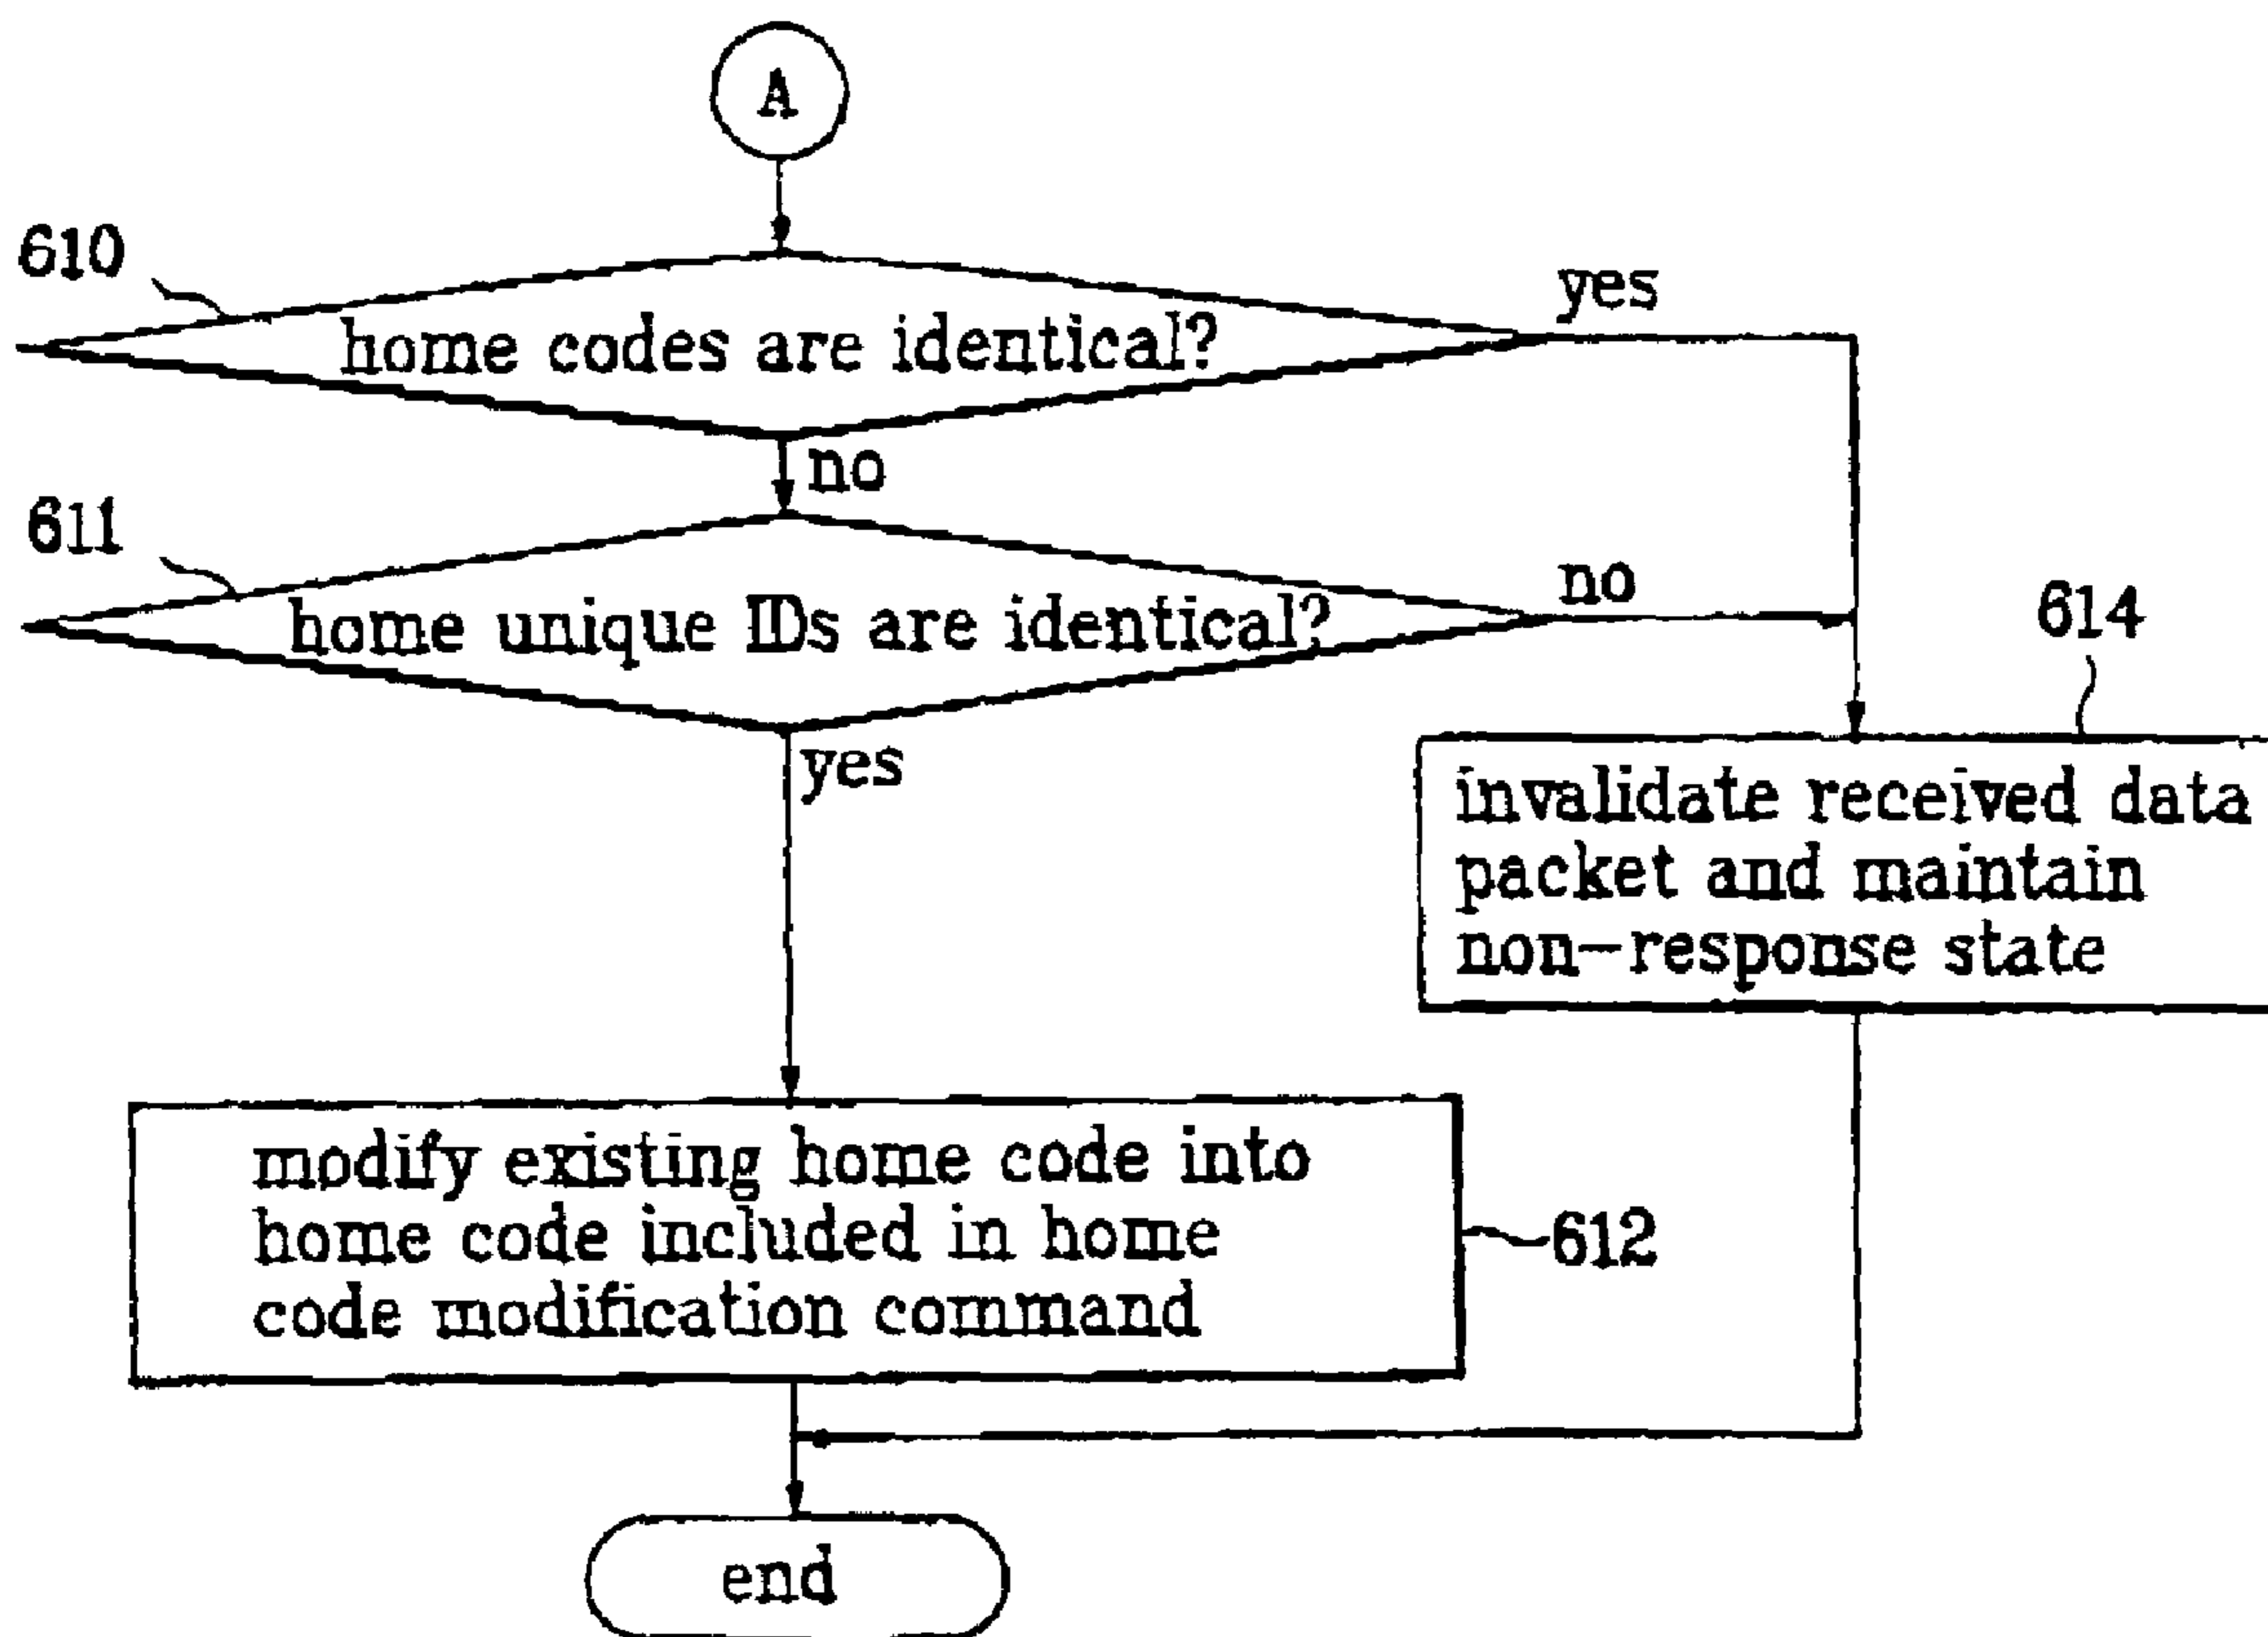 A
610
home codes are identical?
yes
no
611
home unique IDs are identical?
no
614
yes
invalidate received data
packet and maintain
non-response state
modify existing home code into
home code included in home
code modification command
612
end